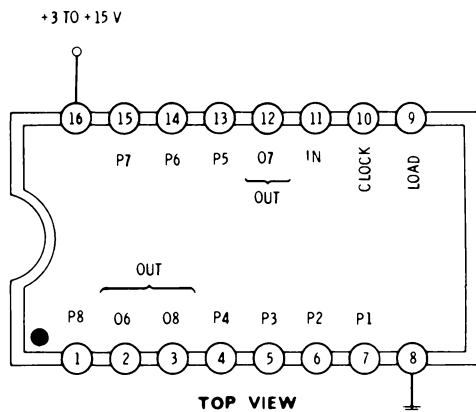 +3 TO +15 V
16 15 14 13 12 11 10 9
P7 P6 P5 O7 IN CLOCK LOAD
OUT
OUT
P8 O6 O8 P4 P3 P2 P1
1 2 3 4 5 6 7 8
TOP VIEW